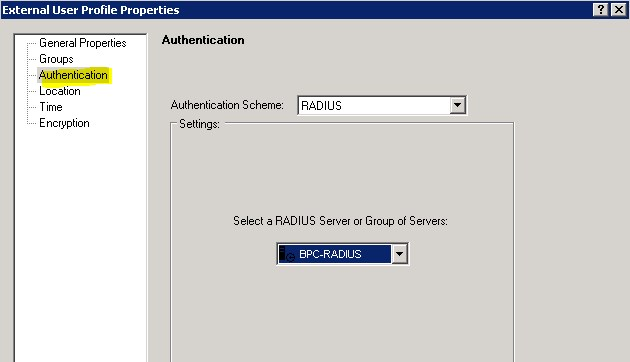 External User Profile Properties
General Properties
Groups
Authentication
Location
Time
Encryption
Authentication
Authentication Scheme: RADIUS
Settings:
Select a RADIUS Server or Group of Servers:
BPC-RADIUS